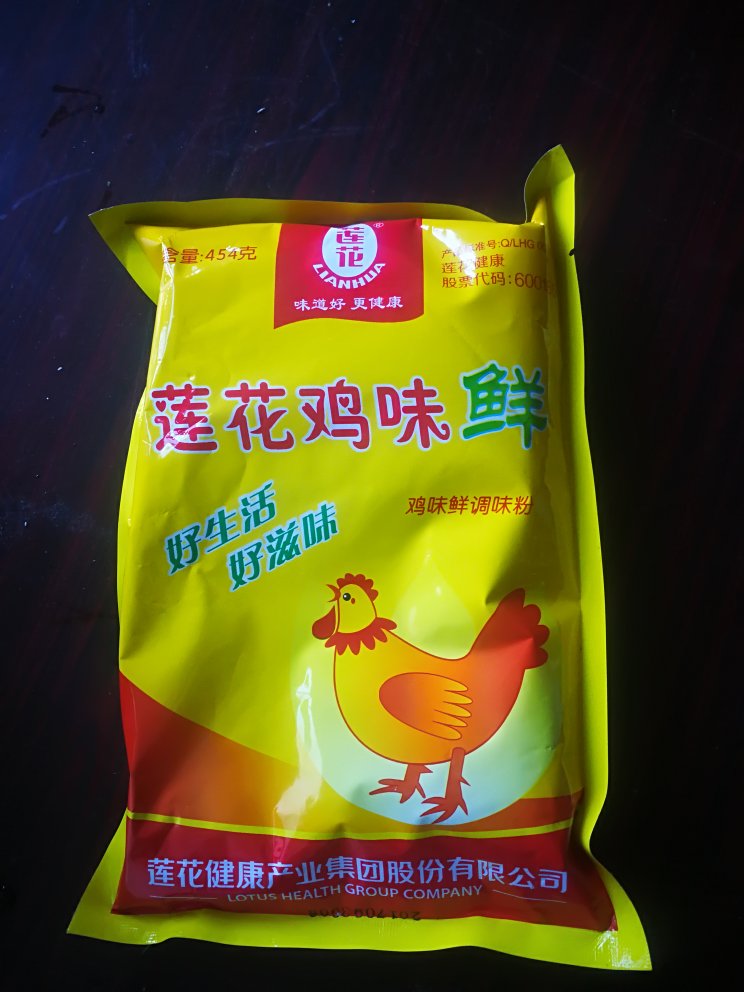 含量:454克
莲花®
LIANHUA
味道好 更健康
准号:Q/LHG
莲花健康
股票代码:600
莲花鸡味鲜
鸡味鲜调味粉
好生活
好滋味
莲花健康产业集团股份有限公司
LOTUS HEALTH GROUP COMPANY